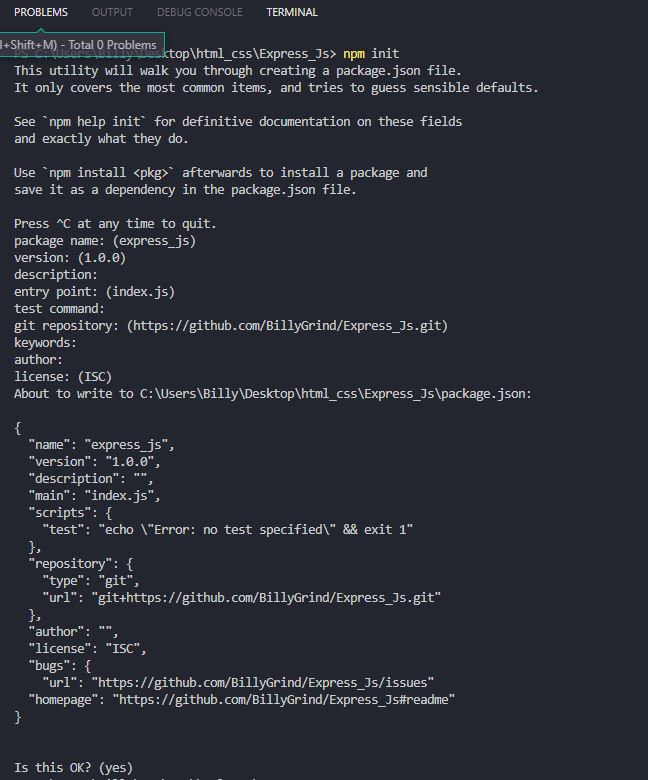 PROBLEMS OUTPUT DEBUG CONSOLE TERMINAL
l+Shift+M) - Total 0 Problems
PS C:\Users\Billy\Desktop\html_css\Express_Js> npm init
This utility will walk you through creating a package.json file.
It only covers the most common items, and tries to guess sensible defaults.
See `npm help init` for definitive documentation on these fields
and exactly what they do.
Use `npm install <pkg>` afterwards to install a package and
save it as a dependency in the package.json file.
Press ^C at any time to quit.
package name: (express_js)
version: (1.0.0)
description:
entry point: (index.js)
test command:
git repository: (https://github.com/BillyGrind/Express_Js.git)
keywords:
author:
license: (ISC)
About to write to C:\Users\Billy\Desktop\html_css\Express_Js\package.json:
{
  "name": "express_js",
  "version": "1.0.0",
  "description": "",
  "main": "index.js",
  "scripts": {
    "test": "echo \"Error: no test specified\" && exit 1"
  },
  "repository": {
    "type": "git",
    "url": "git+https://github.com/BillyGrind/Express_Js.git"
  },
  "author": "",
  "license": "ISC",
  "bugs": {
    "url": "https://github.com/BillyGrind/Express_Js/issues"
  },
  "homepage": "https://github.com/BillyGrind/Express_Js#readme"
}
Is this OK? (yes)